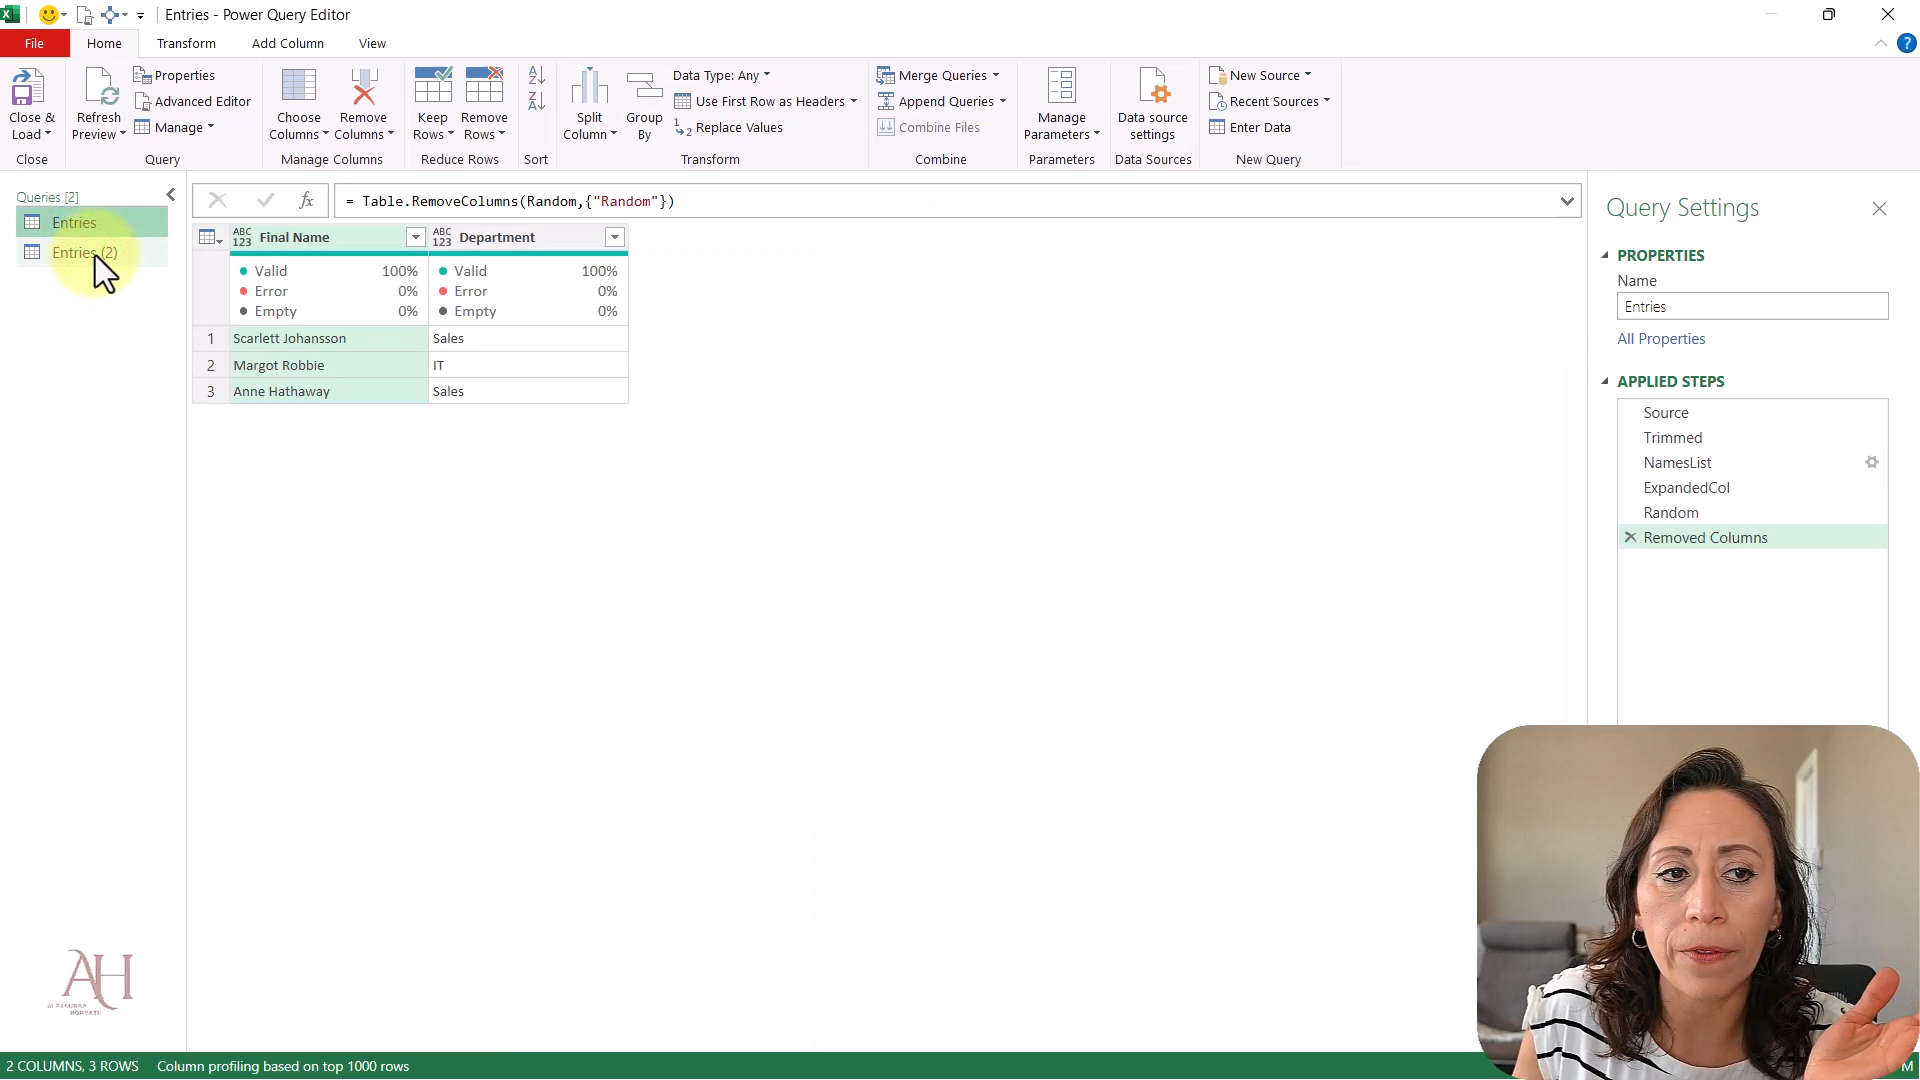 Entries - Power Query Editor
File Home Transform Add Column View
Close & Load
Close
Refresh Preview
Properties
Advanced Editor
Manage
Query
Choose Columns
Remove Columns
Manage Columns
Keep Rows
Remove Rows
Reduce Rows
Sort
Split Column
Group By
Data Type: Any
Use First Row as Headers
Replace Values
Transform
Merge Queries
Append Queries
Combine Files
Combine
Manage Parameters
Parameters
Data source settings
Data Sources
New Source
Recent Sources
Enter Data
New Query
Queries [2]
Entries
Entries (2)
fx = Table.RemoveColumns(Random,{"Random"})
ABC 123 Final Name ABC 123 Department
Valid 100% Valid 100%
Error 0% Error 0%
Empty 0% Empty 0%
1 Scarlett Johansson Sales
2 Margot Robbie IT
3 Anne Hathaway Sales
Query Settings
PROPERTIES
Name
Entries
All Properties
APPLIED STEPS
Source
Trimmed
NamesList
ExpandedCol
Random
Removed Columns
AH
ALEJANDRA
HORVATH
2 COLUMNS, 3 ROWS Column profiling based on top 1000 rows